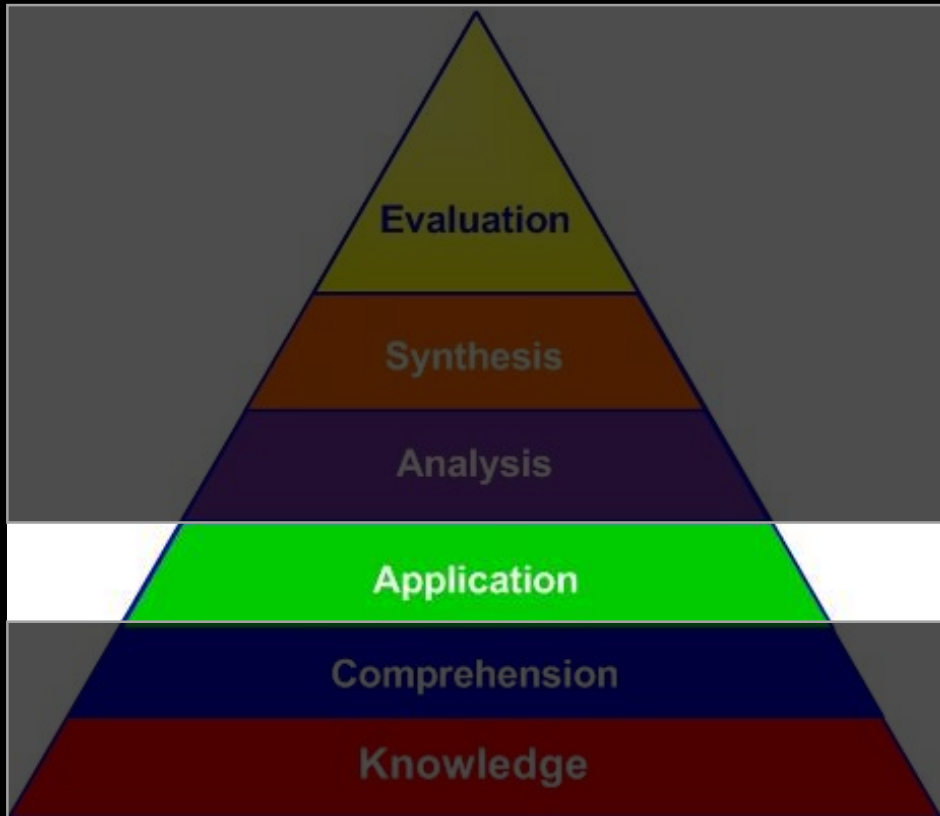 Evaluation
Synthesis
Analysis
Application
Comprehension
Knowledge